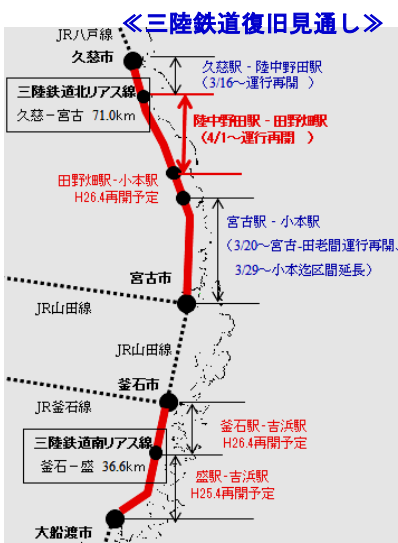 ≪三陸鉄道復旧見通し≫
JR八戸線
久慈市
久慈駅‐陸中野田駅
（3/16～運行再開　）
三陸鉄道北リアス線
久慈－宮古 71.0km
陸中野田駅‐田野畑駅
（4/1～運行再開　）
田野畑駅‐小本駅
H26.4再開予定
宮古駅‐小本駅
（3/20～宮古-田老間運行再開、
3/29～小本迄区間延長）
宮古市
JR山田線
JR山田線
釜石市
JR釜石線
釜石駅-吉浜駅
H26.4再開予定
三陸鉄道南リアス線
釜石－盛 36.6km
盛駅-吉浜駅
H25.4再開予定
大船渡市